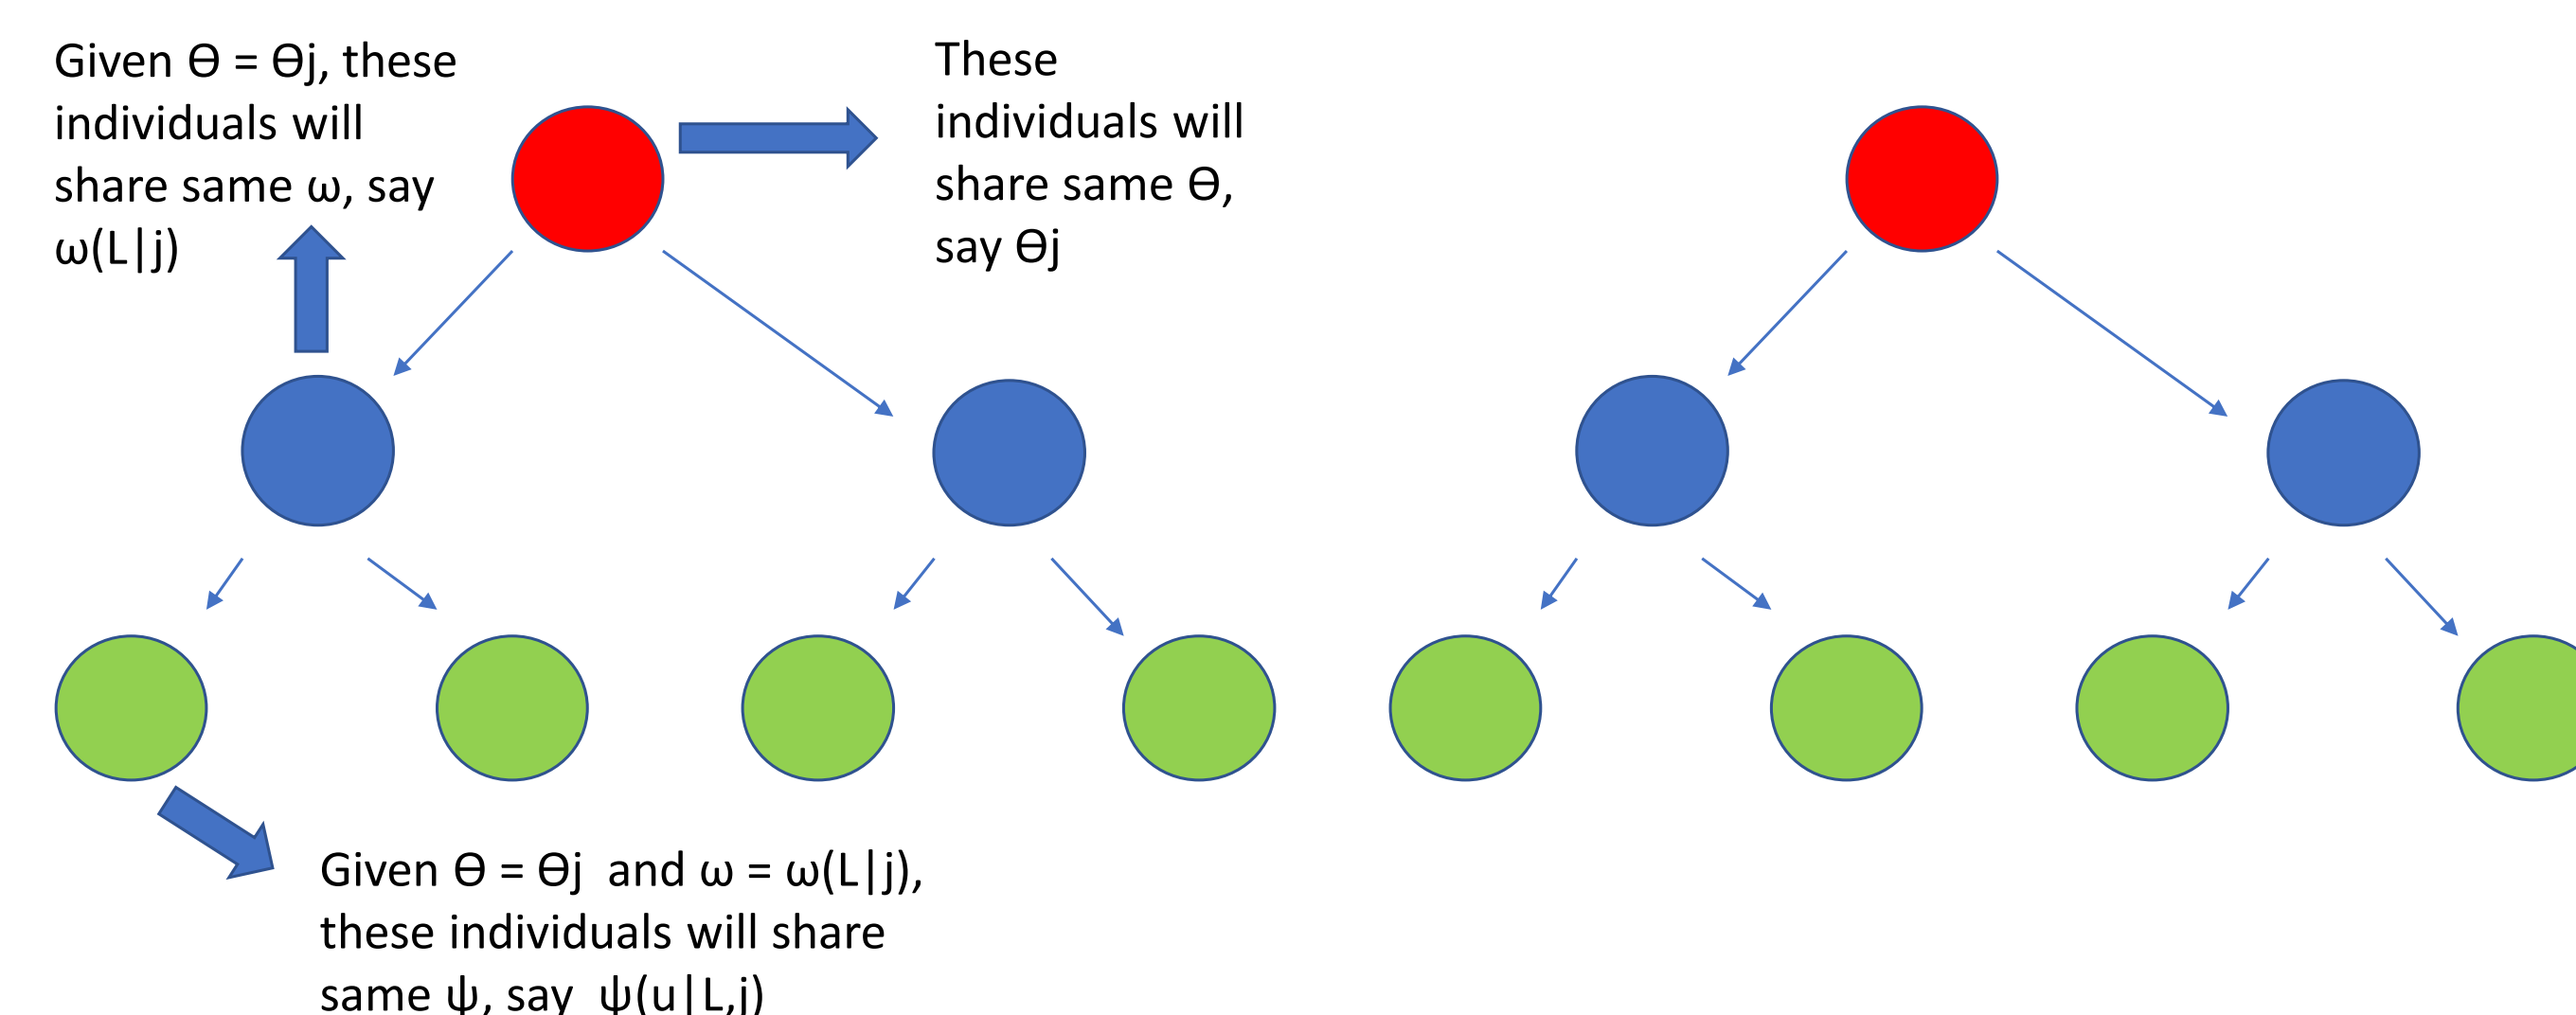 Given ϴ = ϴj, these
individuals will
share same ω, say
ω(L|j)
These
individuals will
share same ϴ,
say ϴj
Given ϴ = ϴj  and ω = ω(L|j),
these individuals will share
same ψ, say  ψ(u|L,j)